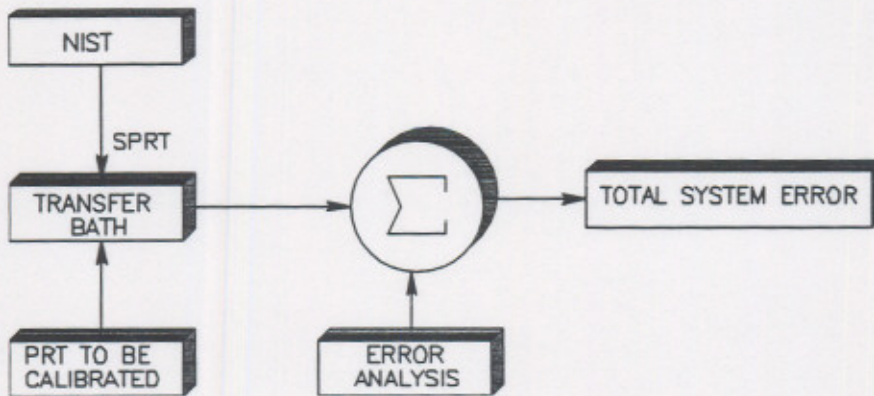 NIST
SPRT
TRANSFER
BATH
Σ
TOTAL SYSTEM ERROR
PRT TO BE
CALIBRATED
ERROR
ANALYSIS